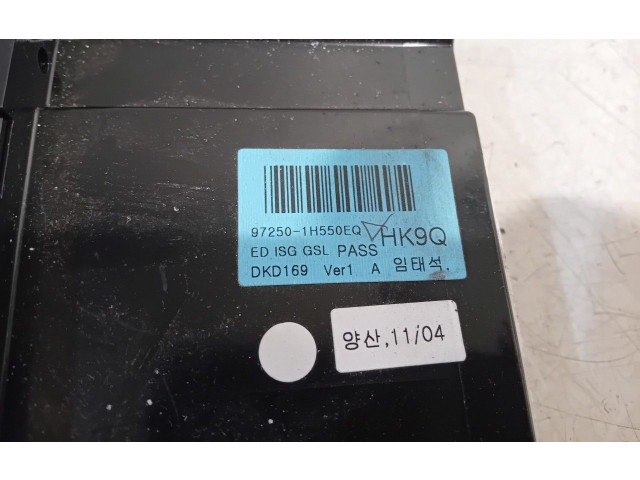 97250-1H550EQ HK9Q
ED ISG GSL PASS
DKD169 Ver1 A 임태석.
양산.11/04